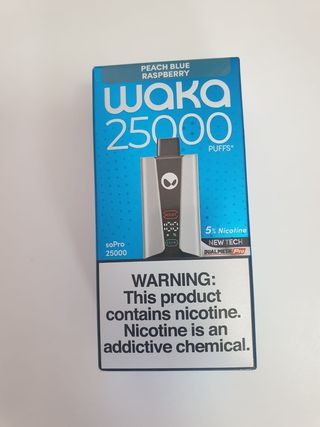 PEACH BLUE
RASPBERRY
waka
25000
PUFFS*
5% Nicotine
soPro
25000
NEW TECH
DUALMESH Pro
WARNING:
This product
contains nicotine.
Nicotine is an
addictive chemical.